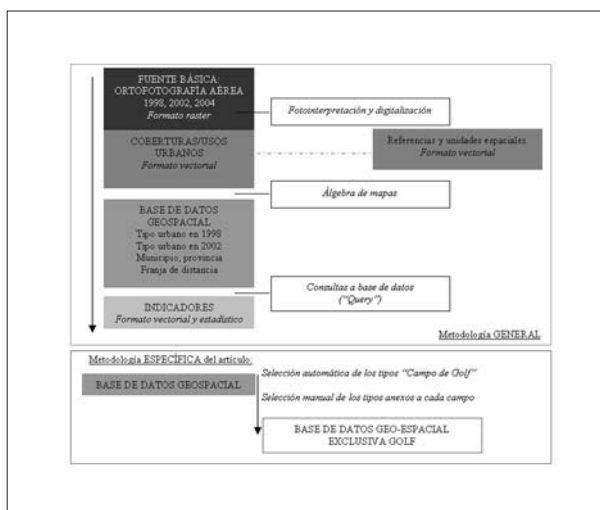 FUENTE BÁSICA:
ORTOFOTOGRAFÍA AÉREA
1998, 2002, 2004
Formato raster
Fotointerpretación y digitalización
COBERTURAS/USOS
URBANOS
Formato vectorial
Referencias y unidades espaciales
Formato vectorial
Álgebra de mapas
BASE DE DATOS
GEOSPACIAL
Tipo urbano en 1998
Tipo urbano en 2002
Municipio, provincia
Franja de distancia
Consultas a base de datos
("Query")
INDICADORES
Formato vectorial y estadístico
Metodología GENERAL
Metodología ESPECÍFICA del artículo:
BASE DE DATOS GEOSPACIAL
Selección automática de los tipos "Campo de Golf"
Selección manual de los tipos anexos a cada campo
BASE DE DATOS GEO-ESPACIAL
EXCLUSIVA GOLF